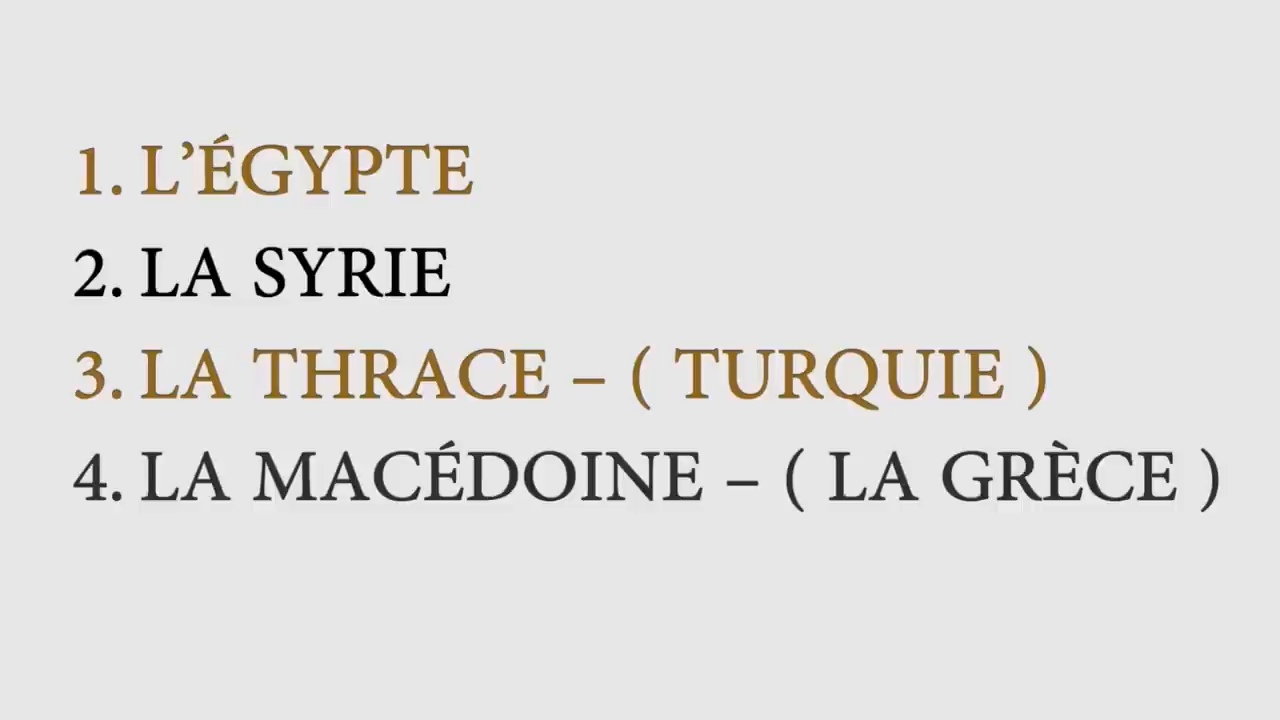 1. L’ÉGYPTE
2. LA SYRIE
3. LA THRACE – ( TURQUIE )
4. LA MACÉDOINE – ( LA GRÈCE )